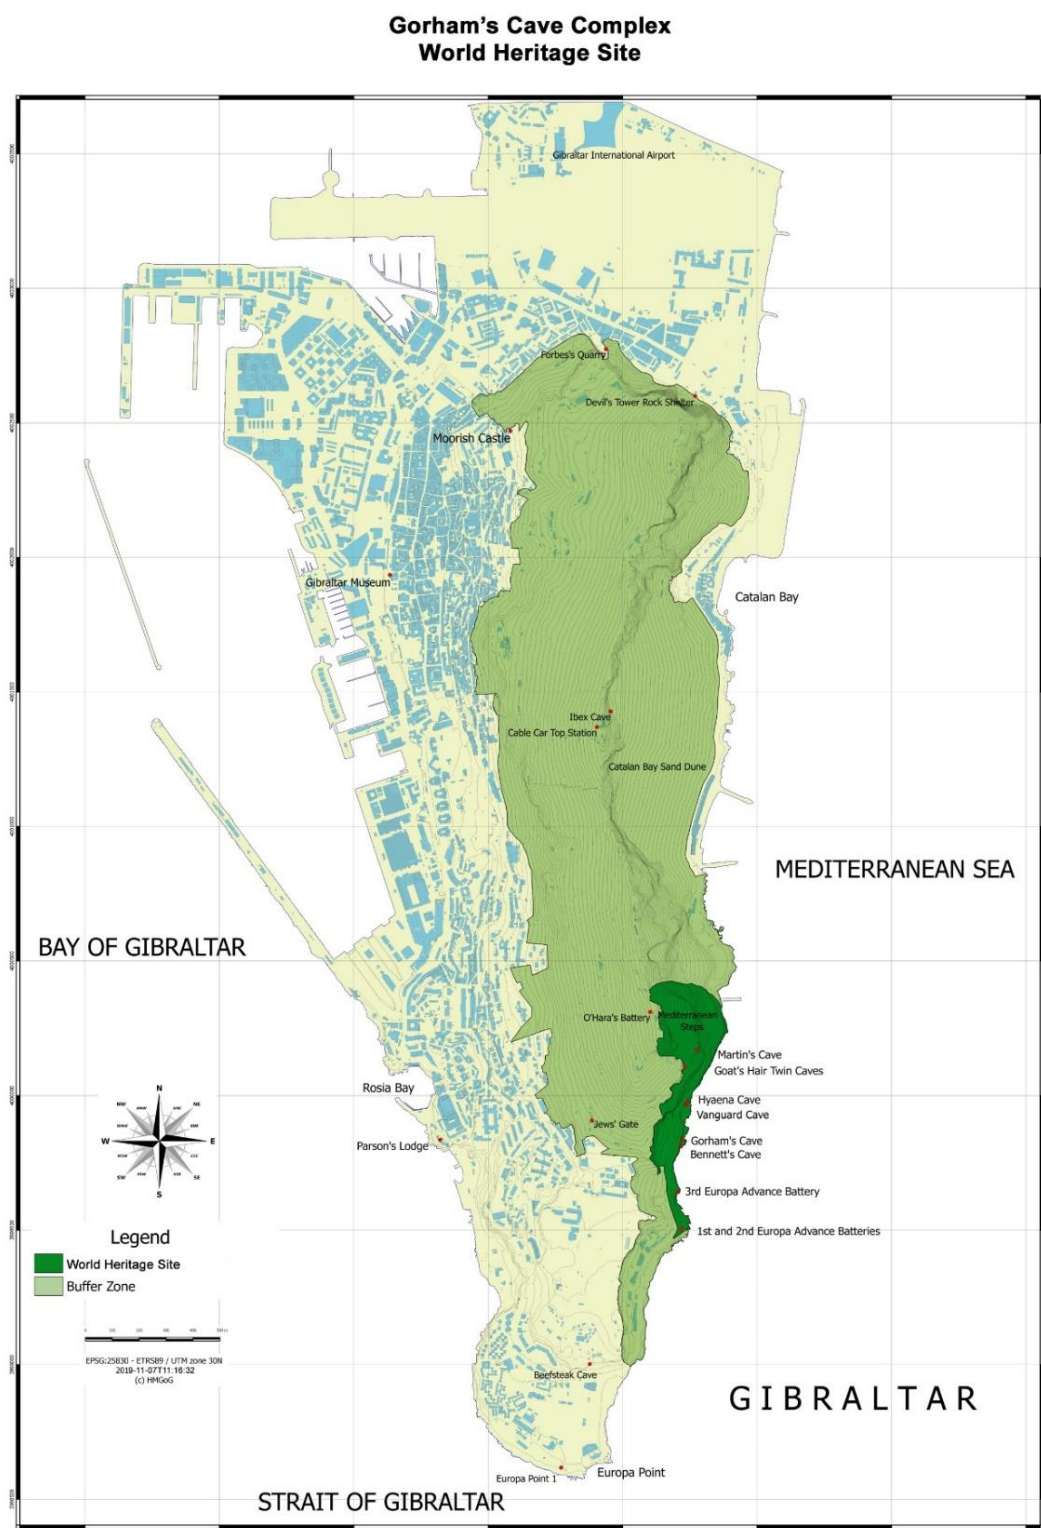 Gorham's Cave Complex
World Heritage Site
Gibraltar International Airport
Forbes's Quarry
Devil's Tower Rock Shelter
Moorish Castle
Gibraltar Museum
Catalan Bay
Ibex Cave
Cable Car Top Station
Catalan Bay Sand Dune
MEDITERRANEAN SEA
BAY OF GIBRALTAR
O'Hara's Battery
Mediterranean
Steps
Martin's Cave
Goat's Hair Twin Caves
Rosia Bay
Hyaena Cave
Vanguard Cave
Jews' Gate
Parson's Lodge
Gorham's Cave
Bennett's Cave
3rd Europa Advance Battery
1st and 2nd Europa Advance Batteries
N
NW
NE
W
E
SW
SE
S
Legend
World Heritage Site
Buffer Zone
EPSG:25830 - ETRS89 / UTM zone 30N
2019-11-07T11:16:32
(c) HMGoG
Beefsteak Cave
GIBRALTAR
Europa Point 1
Europa Point
STRAIT OF GIBRALTAR